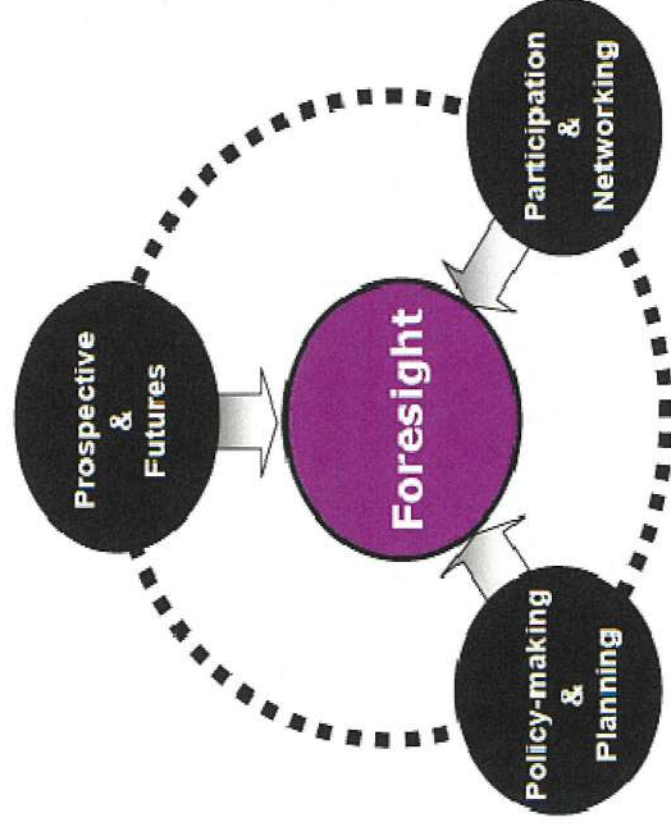 Prospective
&
Futures
Foresight
Policy-making
&
Planning
Participation
&
Networking